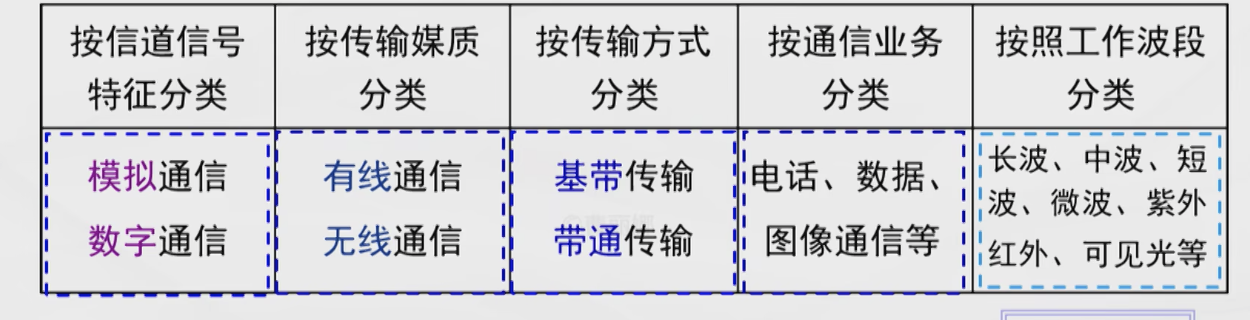 按信道信号
特征分类
按传输媒质
分类
按传输方式
分类
按通信业务
分类
按照工作波段
分类
模拟通信
数字通信
有线通信
无线通信
基带传输
带通传输
电话、数据、
图像通信等
长波、中波、短
波、微波、紫外
红外、可见光等